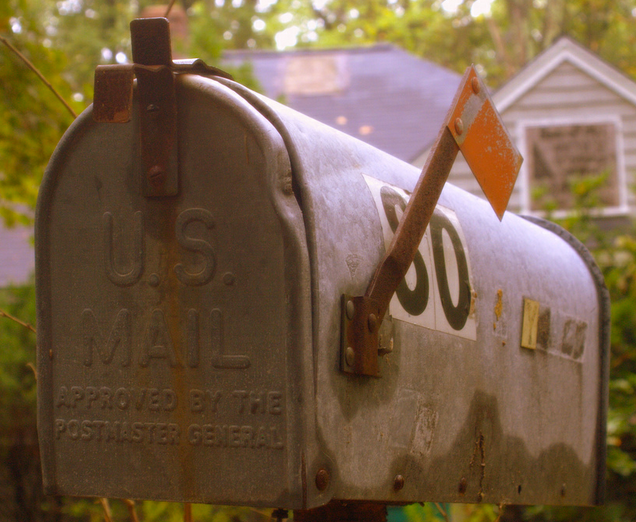 U.S.
MAIL
APPROVED BY THE
POSTMASTER GENERAL
80